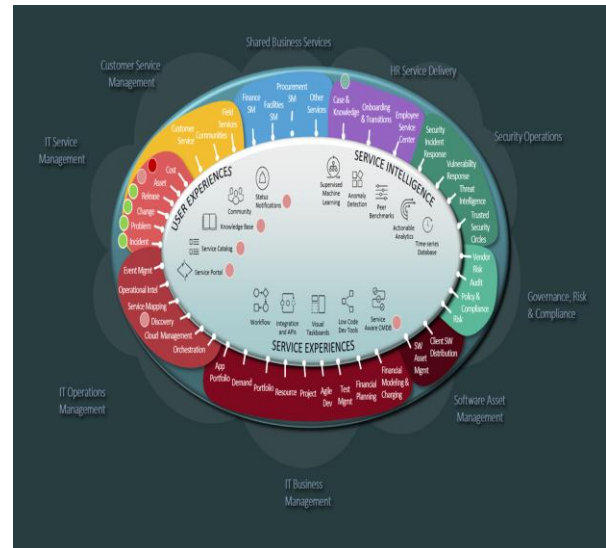 Shared Business Services
Customer Service
Management
HR Service Delivery
IT Service
Management
Security Operations
Governance, Risk
& Compliance
Software Asset
Management
IT Business
Management
IT Operations
Management
Customer
Service
Communities
Field
Services
Finance
SM
Facilities
SM
Procurement
SM
Other
Services
Case &
Knowledge
Onboarding
& Transitions
Employee
Service
Center
Security
Incident
Response
Vulnerability
Response
Threat
Intelligence
Trusted
Security
Circles
Vendor
Risk
Audit
Policy &
Compliance
Risk
Client SW
Distribution
SW
Asset
Mgmt
Financial
Modeling &
Charging
Financial
Planning
Test
Mgmt
Agile
Dev
Project
Resource
Portfolio
Demand
App
Portfolio
Orchestration
Cloud Management
Discovery
Service Mapping
Operational Intel
Event Mgmt
Incident
Problem
Change
Release
Asset
Cost
USER EXPERIENCES
Status
Notifications
Community
Knowledge Base
Service Catalog
Service Portal
SERVICE INTELLIGENCE
Supervised
Machine
Learning
Anomaly
Detection
Peer
Benchmarks
Actionable
Analytics
Time-series
Database
Workflow
Integration
and APIs
Visual
Taskboards
Low Code
Dev Tools
Service
Aware CMDB
SERVICE EXPERIENCES